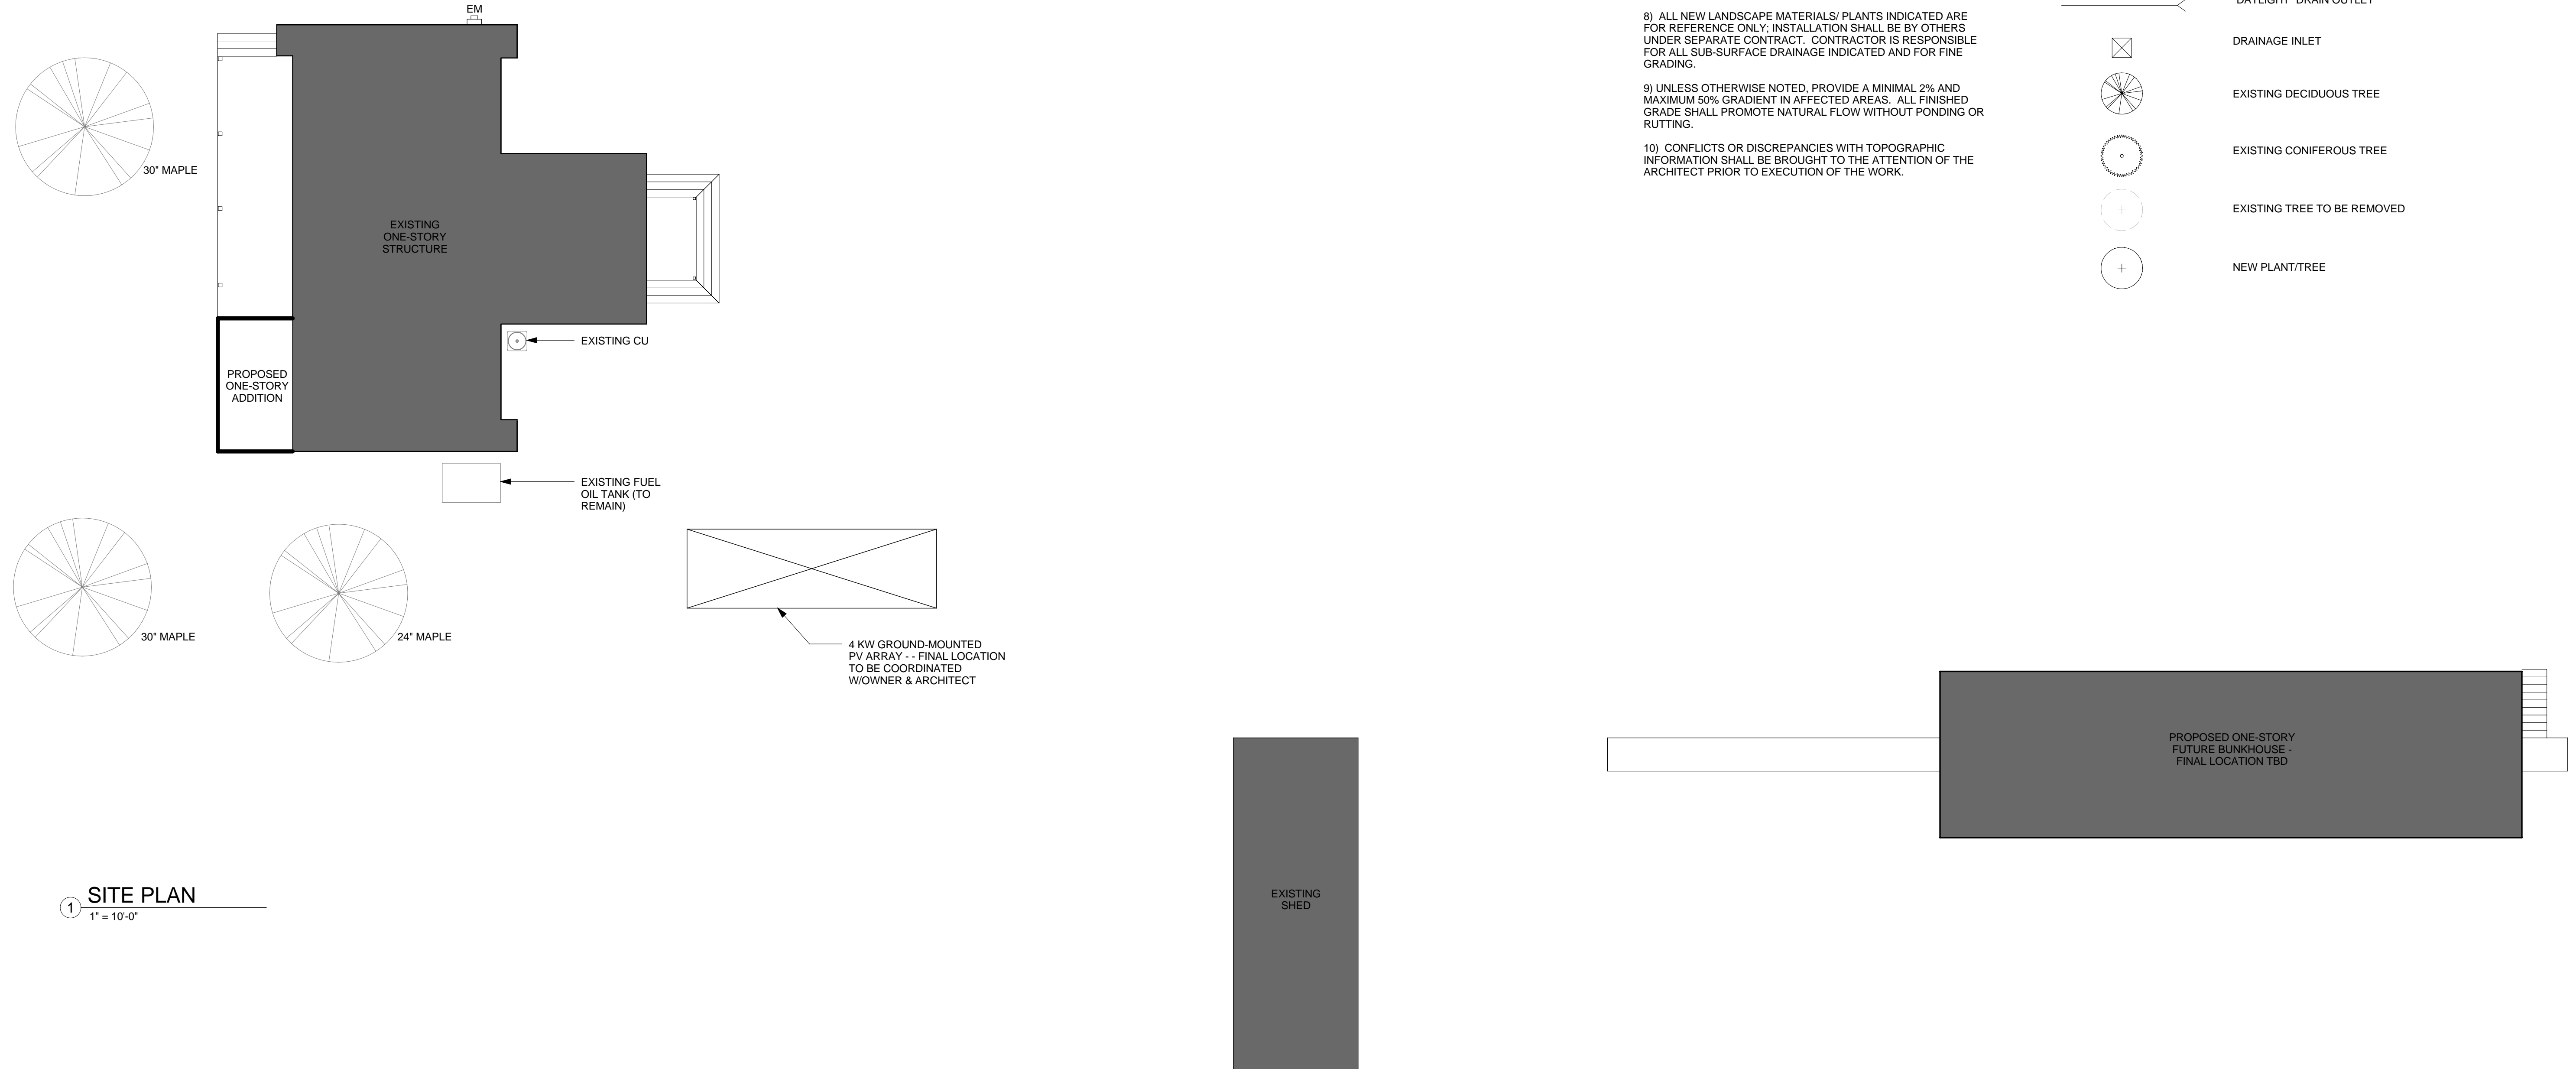 EM
30" MAPLE
EXISTING
ONE-STORY
STRUCTURE
EXISTING CU
PROPOSED
ONE-STORY
ADDITION
EXISTING FUEL
OIL TANK (TO
REMAIN)
30" MAPLE
24" MAPLE
4 KW GROUND-MOUNTED
PV ARRAY - - FINAL LOCATION
TO BE COORDINATED
W/OWNER & ARCHITECT
1
SITE PLAN
1" = 10'-0"
EXISTING
SHED
PROPOSED ONE-STORY
FUTURE BUNKHOUSE -
FINAL LOCATION TBD
8) ALL NEW LANDSCAPE MATERIALS/ PLANTS INDICATED ARE
FOR REFERENCE ONLY; INSTALLATION SHALL BE BY OTHERS
UNDER SEPARATE CONTRACT. CONTRACTOR IS RESPONSIBLE
FOR ALL SUB-SURFACE DRAINAGE INDICATED AND FOR FINE
GRADING.
9) UNLESS OTHERWISE NOTED, PROVIDE A MINIMAL 2% AND
MAXIMUM 50% GRADIENT IN AFFECTED AREAS. ALL FINISHED
GRADE SHALL PROMOTE NATURAL FLOW WITHOUT PONDING OR
RUTTING.
10) CONFLICTS OR DISCREPANCIES WITH TOPOGRAPHIC
INFORMATION SHALL BE BROUGHT TO THE ATTENTION OF THE
ARCHITECT PRIOR TO EXECUTION OF THE WORK.
"DAYLIGHT" DRAIN OUTLET
DRAINAGE INLET
EXISTING DECIDUOUS TREE
EXISTING CONIFEROUS TREE
EXISTING TREE TO BE REMOVED
NEW PLANT/TREE